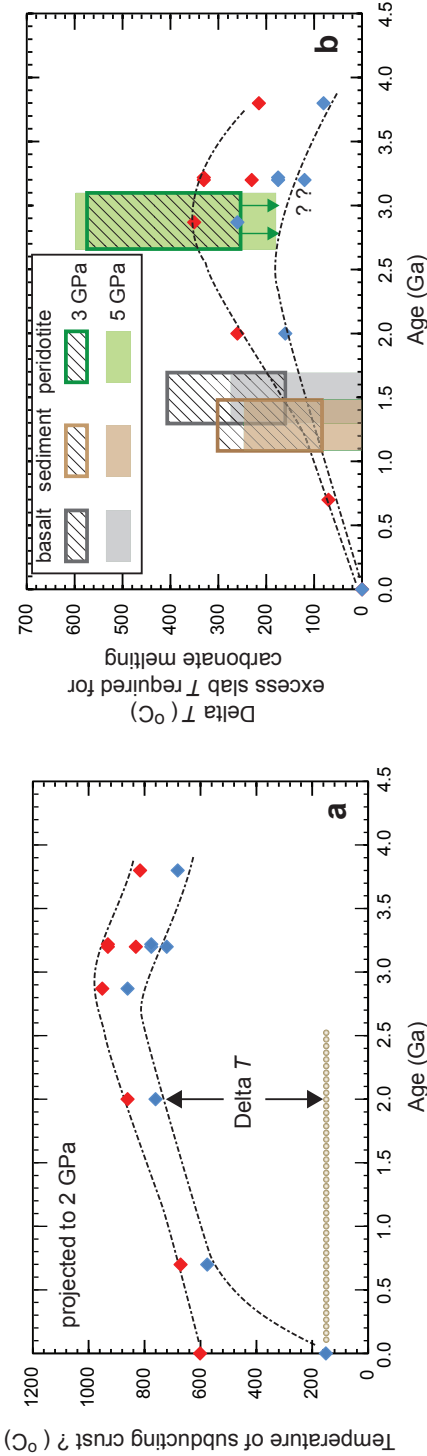 Temperature of subducting crust ? (°C)
1200
1000
800
600
400
200
0
projected to 2 GPa
Delta T
a
0.0 0.5 1.0 1.5 2.0 2.5 3.0 3.5 4.0 4.5
Age (Ga)
Delta T (°C)
excess slab T required for
carbonate melting
700
600
500
400
300
200
100
0
basalt sediment peridotite
3 GPa
5 GPa
? ?
b
0.0 0.5 1.0 1.5 2.0 2.5 3.0 3.5 4.0 4.5
Age (Ga)